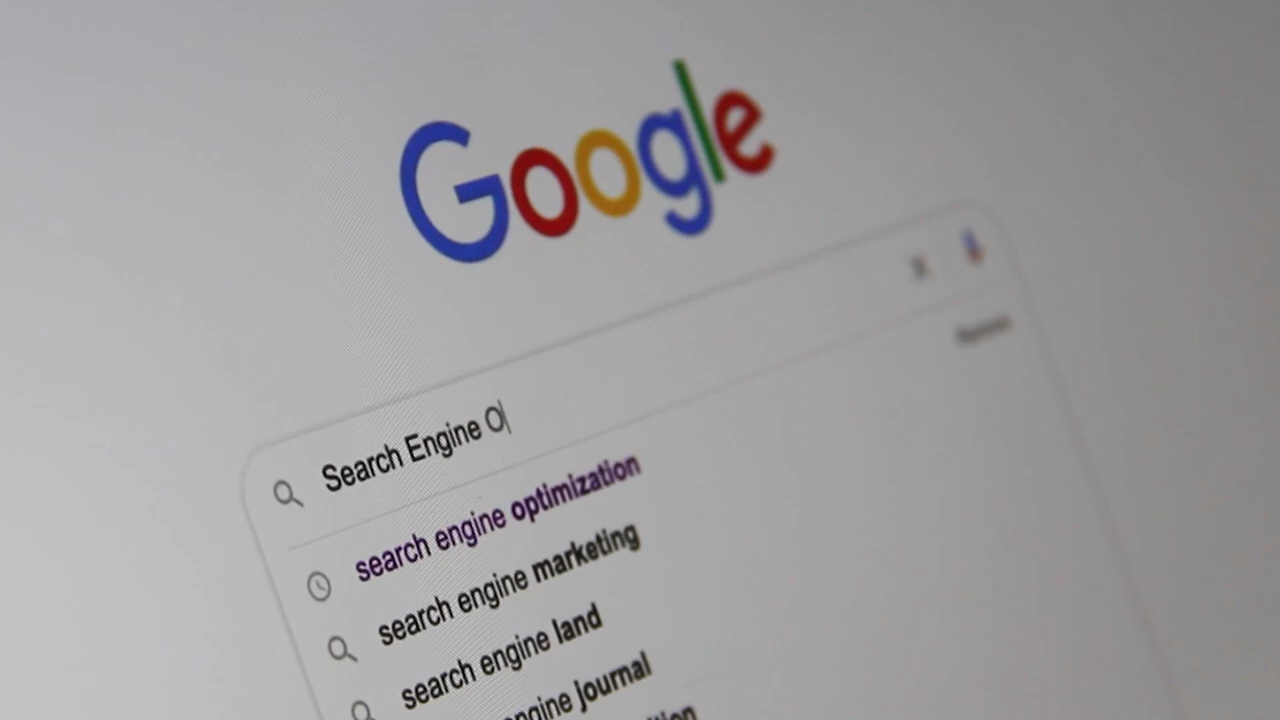 Google
Search Engine O
search engine optimization
search engine marketing
search engine land
engine journal